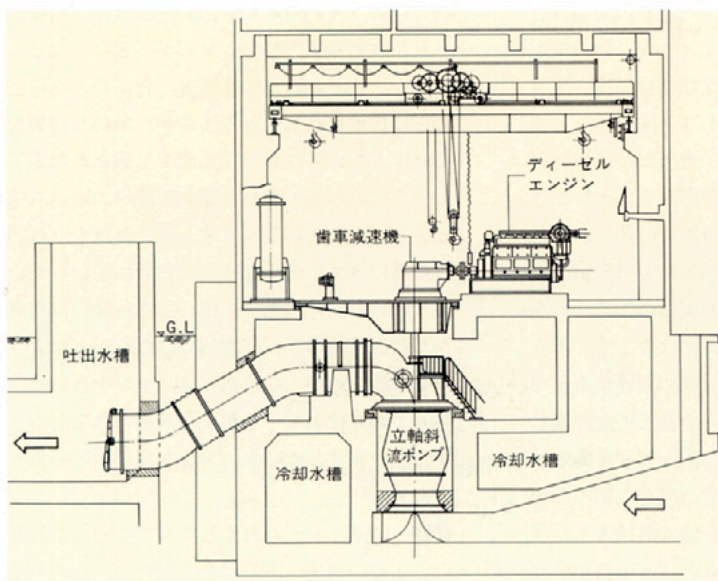 ディーゼル
エンジン
歯車減速機
G.L
吐出水槽
立軸斜
流ポンプ
冷却水槽
冷却水槽